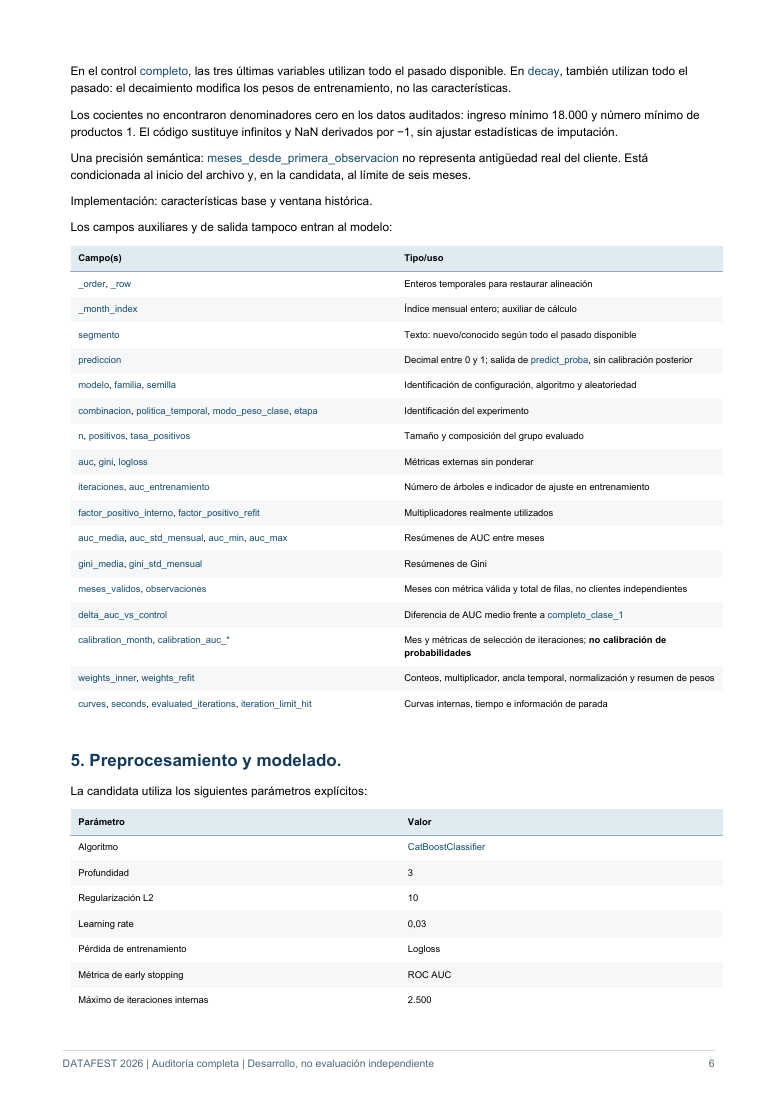 En el control completo, las tres últimas variables utilizan todo el pasado disponible. En decay, también utilizan todo el
pasado: el decaimiento modifica los pesos de entrenamiento, no las características.
Los cocientes no encontraron denominadores cero en los datos auditados: ingreso mínimo 18.000 y número mínimo de
productos 1. El código sustituye infinitos y NaN derivados por −1, sin ajustar estadísticas de imputación.
Una precisión semántica: meses_desde_primera_observacion no representa antigüedad real del cliente. Está
condicionada al inicio del archivo y, en la candidata, al límite de seis meses.
Implementación: características base y ventana histórica.
Los campos auxiliares y de salida tampoco entran al modelo:
Campo(s) Tipo/uso
_order, _row Enteros temporales para restaurar alineación
_month_index Índice mensual entero; auxiliar de cálculo
segmento Texto: nuevo/conocido según todo el pasado disponible
prediccion Decimal entre 0 y 1; salida de predict_proba, sin calibración posterior
modelo, familia, semilla Identificación de configuración, algoritmo y aleatoriedad
combinacion, politica_temporal, modo_peso_clase, etapa Identificación del experimento
n, positivos, tasa_positivos Tamaño y composición del grupo evaluado
auc, gini, logloss Métricas externas sin ponderar
iteraciones, auc_entrenamiento Número de árboles e indicador de ajuste en entrenamiento
factor_positivo_interno, factor_positivo_refit Multiplicadores realmente utilizados
auc_media, auc_std_mensual, auc_min, auc_max Resúmenes de AUC entre meses
gini_media, gini_std_mensual Resúmenes de Gini
meses_validos, observaciones Meses con métrica válida y total de filas, no clientes independientes
delta_auc_vs_control Diferencia de AUC medio frente a completo_clase_1
calibration_month, calibration_auc_* Mes y métricas de selección de iteraciones; no calibración de
probabilidades
weights_inner, weights_refit Conteos, multiplicador, ancla temporal, normalización y resumen de pesos
curves, seconds, evaluated_iterations, iteration_limit_hit Curvas internas, tiempo e información de parada
5. Preprocesamiento y modelado.
La candidata utiliza los siguientes parámetros explícitos:
Parámetro Valor
Algoritmo CatBoostClassifier
Profundidad 3
Regularización L2 10
Learning rate 0,03
Pérdida de entrenamiento Logloss
Métrica de early stopping ROC AUC
Máximo de iteraciones internas 2.500
DATAFEST 2026 | Auditoría completa | Desarrollo, no evaluación independiente 6